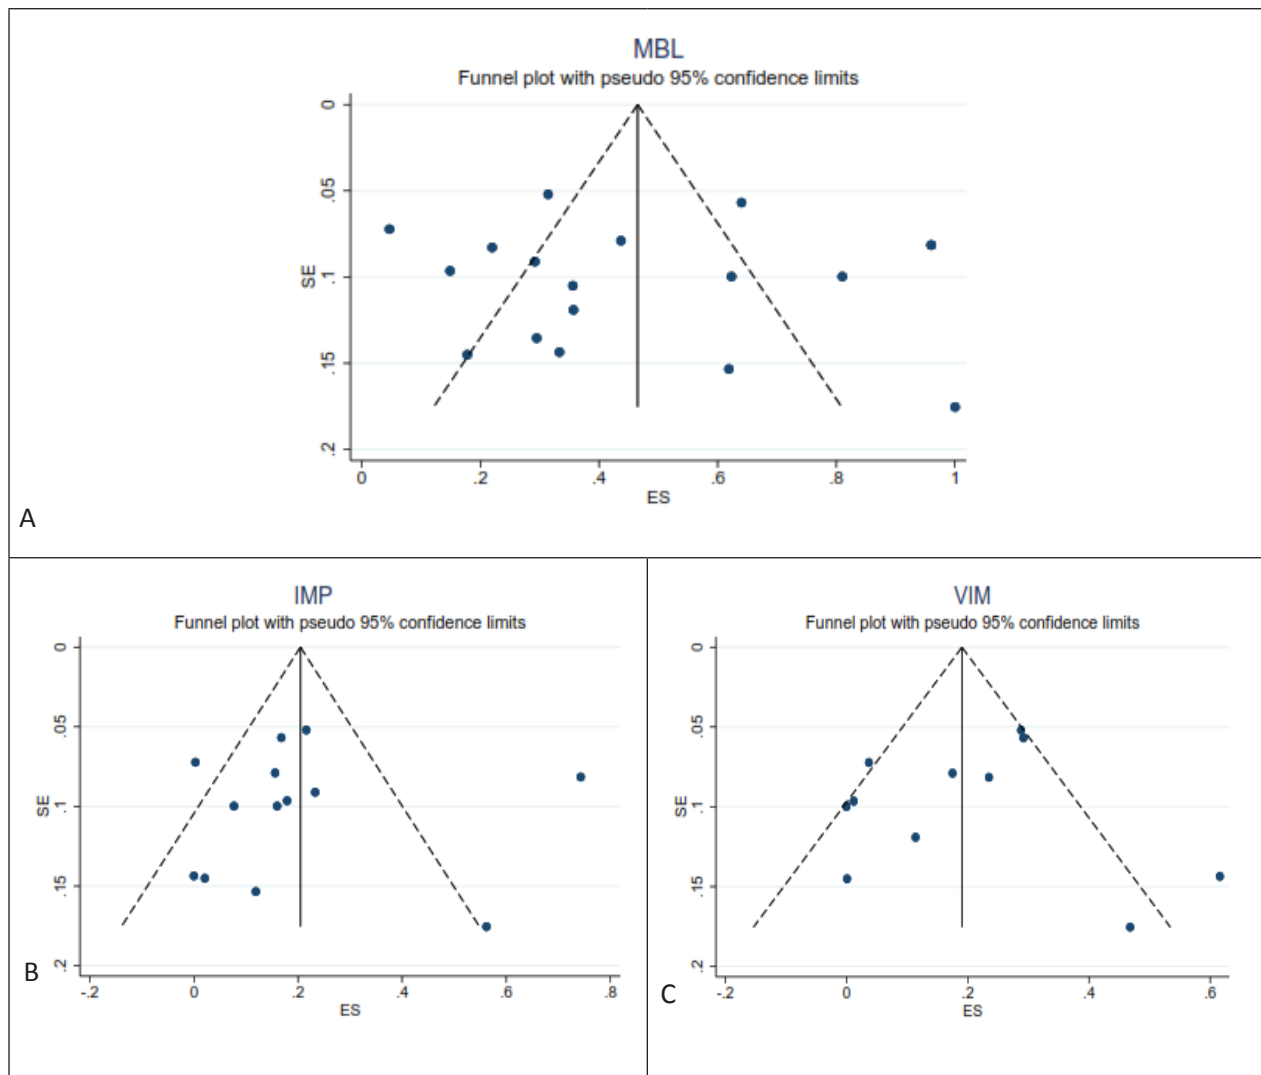 MBL
Funnel plot with pseudo 95% confidence limits
0
.05
.1
.15
.2
SE
0 .2 .4 .6 .8 1
ES
A
IMP
Funnel plot with pseudo 95% confidence limits
0
.05
.1
.15
.2
SE
-.2 0 .2 .4 .6 .8
ES
B
VIM
Funnel plot with pseudo 95% confidence limits
0
.05
.1
.15
.2
SE
-.2 0 .2 .4 .6
ES
C